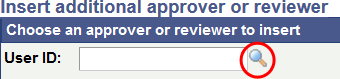 Insert additional approver or reviewer
Choose an approver or reviewer to insert
User ID: